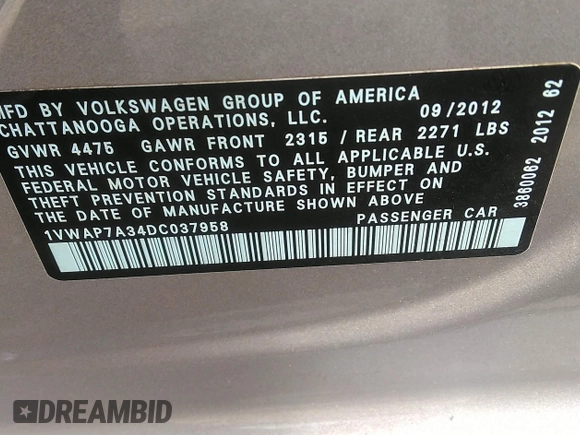 MFD BY VOLKSWAGEN GROUP OF AMERICA
CHATTANOOGA OPERATIONS, LLC. 09/2012
GVWR 4475 GAWR FRONT 2315 / REAR 2271 LBS
THIS VEHICLE CONFORMS TO ALL APPLICABLE U.S.
FEDERAL MOTOR VEHICLE SAFETY, BUMPER AND
THEFT PREVENTION STANDARDS IN EFFECT ON
THE DATE OF MANUFACTURE SHOWN ABOVE
1VWAP7A34DC037958 PASSENGER CAR
3860062 2012 62
DREAMBID